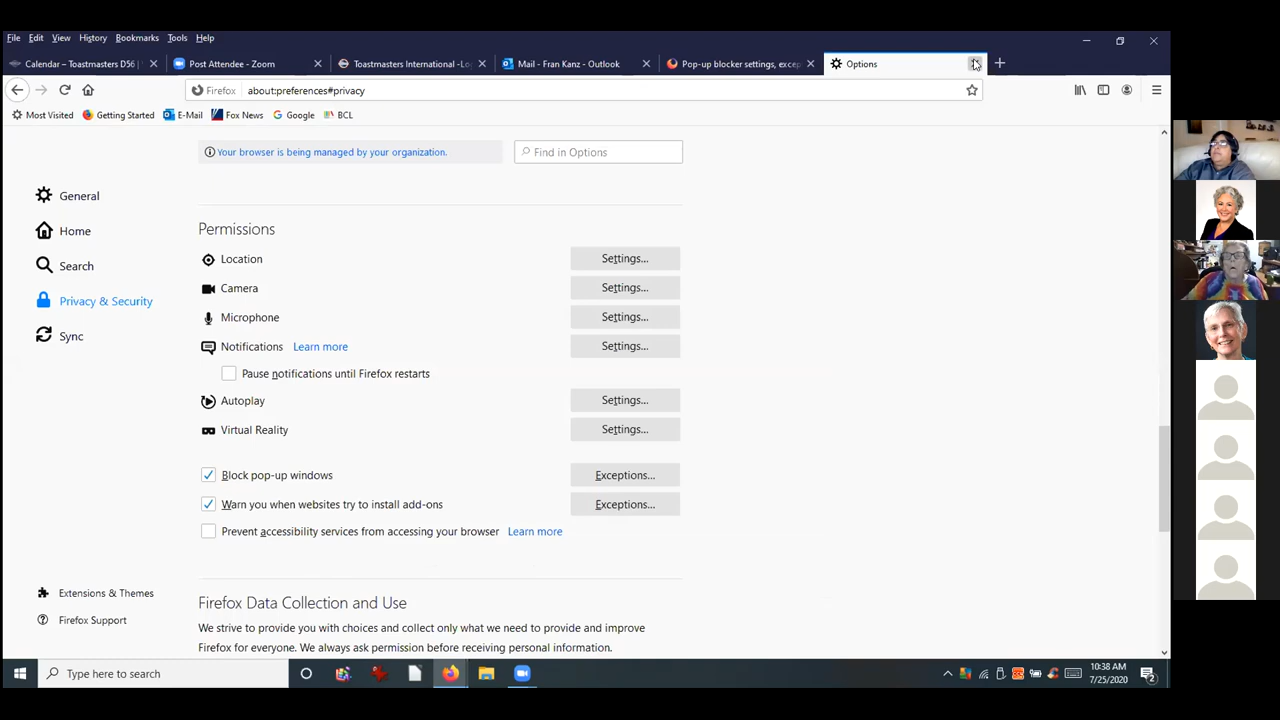 File Edit View History Bookmarks Tools Help
Calendar – Toastmasters D56 Post Attendee - Zoom Toastmasters International -Lo Mail - Fran Kanz - Outlook Pop-up blocker settings, excep Options
Firefox about:preferences#privacy
Most Visited Getting Started E-Mail Fox News Google BCL
Your browser is being managed by your organization. Find in Options
General
Home
Search
Privacy & Security
Sync
Permissions
Location Settings...
Camera Settings...
Microphone Settings...
Notifications Learn more Settings...
Pause notifications until Firefox restarts
Autoplay Settings...
Virtual Reality Settings...
Block pop-up windows Exceptions...
Warn you when websites try to install add-ons Exceptions...
Prevent accessibility services from accessing your browser Learn more
Extensions & Themes
Firefox Support
Firefox Data Collection and Use
We strive to provide you with choices and collect only what we need to provide and improve
Firefox for everyone. We always ask permission before receiving personal information.
Type here to search
10:38 AM
7/25/2020
2